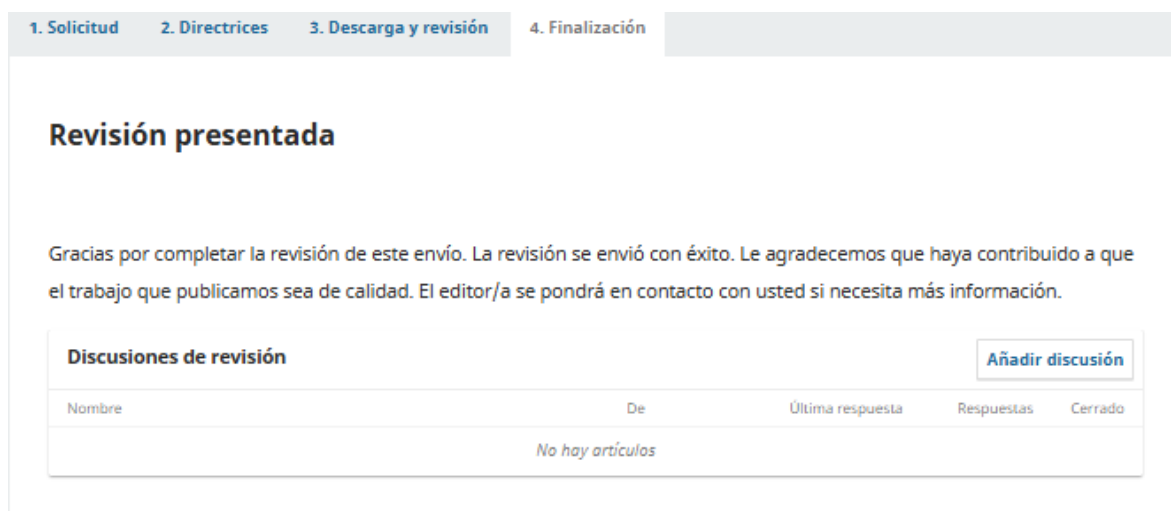 1. Solicitud 2. Directrices 3. Descarga y revisión 4. Finalización
Revisión presentada
Gracias por completar la revisión de este envío. La revisión se envió con éxito. Le agradecemos que haya contribuido a que
el trabajo que publicamos sea de calidad. El editor/a se pondrá en contacto con usted si necesita más información.
Discusiones de revisión Añadir discusión
Nombre De Última respuesta Respuestas Cerrado
No hay artículos